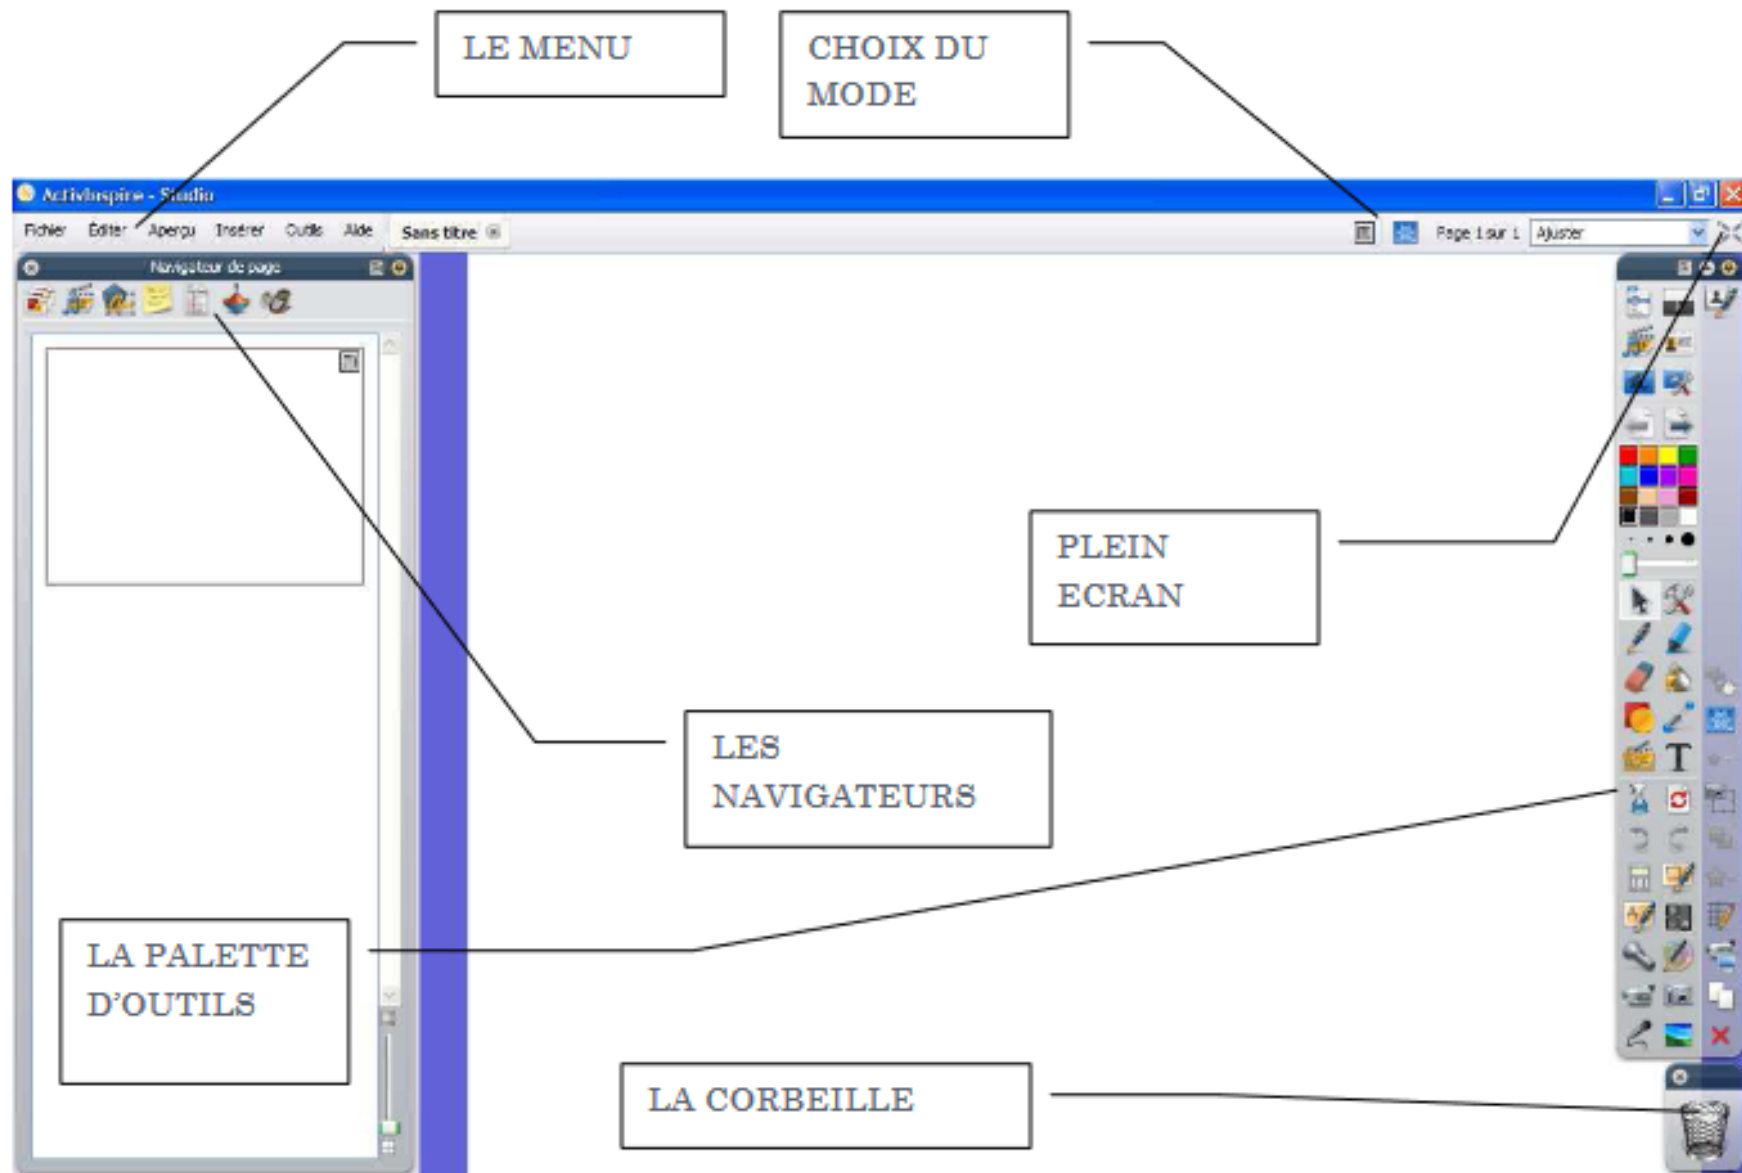 LE MENU
CHOIX DU
MODE
ActivInspire - Studio
Fichier Éditer Aperçu Insérer Outils Aide Sans titre Page 1 sur 1 Ajuster
Navigateur de page
PLEIN
ECRAN
LES
NAVIGATEURS
LA PALETTE
D'OUTILS
LA CORBEILLE